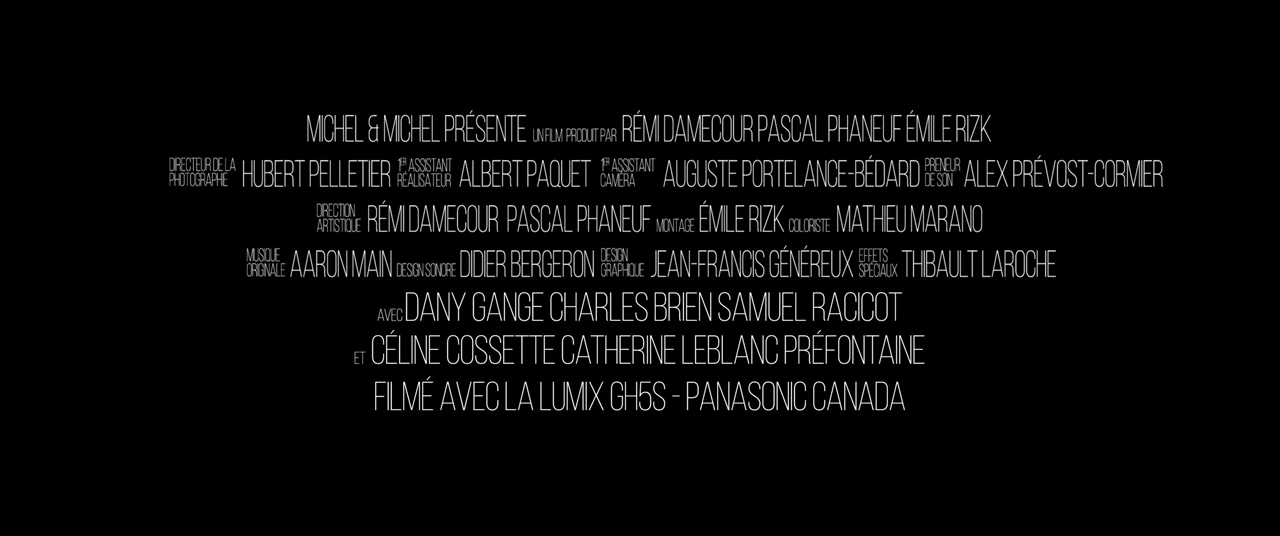 MICHEL & MICHEL PRÉSENTE UN FILM PRODUIT PAR RÉMI DAMECOUR PASCAL PHANEUF ÉMILE RIZK
DIRECTEUR DE LA PHOTOGRAPHIE HUBERT PELLETIER 1ER ASSISTANT RÉALISATEUR ALBERT PAQUET 1ER ASSISTANT CAMÉRA AUGUSTE PORTELANCE-BÉDARD PRENEUR DE SON ALEX PRÉVOST-CORMIER
DIRECTION ARTISTIQUE RÉMI DAMECOUR PASCAL PHANEUF MONTAGE ÉMILE RIZK COLORISTE MATHIEU MARANO
MUSIQUE ORIGINALE AARON MAIN DESIGN SONORE DIDIER BERGERON DESIGN GRAPHIQUE JEAN-FRANCIS GÉNÉREUX EFFETS SPÉCIAUX THIBAULT LAROCHE
AVEC DANY GANGE CHARLES BRIEN SAMUEL RACICOT
ET CÉLINE COSSETTE CATHERINE LEBLANC PRÉFONTAINE
FILMÉ AVEC LA LUMIX GH5S - PANASONIC CANADA